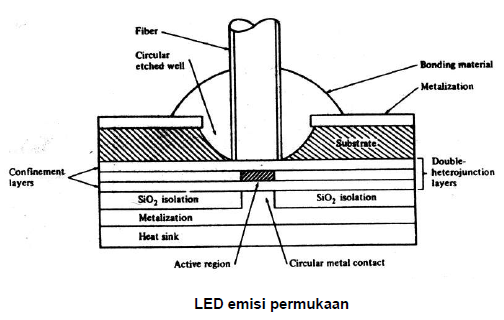 Fiber
Circular
etched well
Bonding material
Metalization
Substrate
Double-
heterojunction
layers
Confinement
layers
SiO₂ isolation
SiO₂ isolation
Metalization
Heat sink
Active region
Circular metal contact
LED emisi permukaan